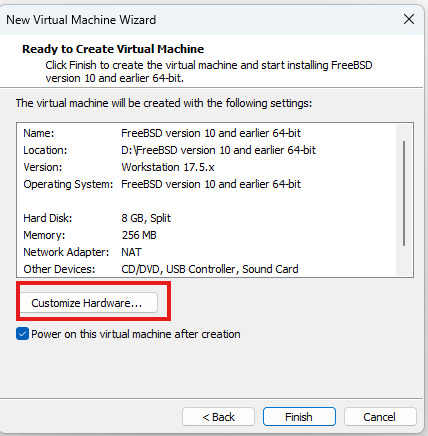 New Virtual Machine Wizard
Ready to Create Virtual Machine
Click Finish to create the virtual machine and start installing FreeBSD
version 10 and earlier 64-bit.
The virtual machine will be created with the following settings:
Name: FreeBSD version 10 and earlier 64-bit
Location: D:\FreeBSD version 10 and earlier 64-bit
Version: Workstation 17.5.x
Operating System: FreeBSD version 10 and earlier 64-bit
Hard Disk: 8 GB, Split
Memory: 256 MB
Network Adapter: NAT
Other Devices: CD/DVD, USB Controller, Sound Card
Customize Hardware...
Power on this virtual machine after creation
< Back Finish Cancel